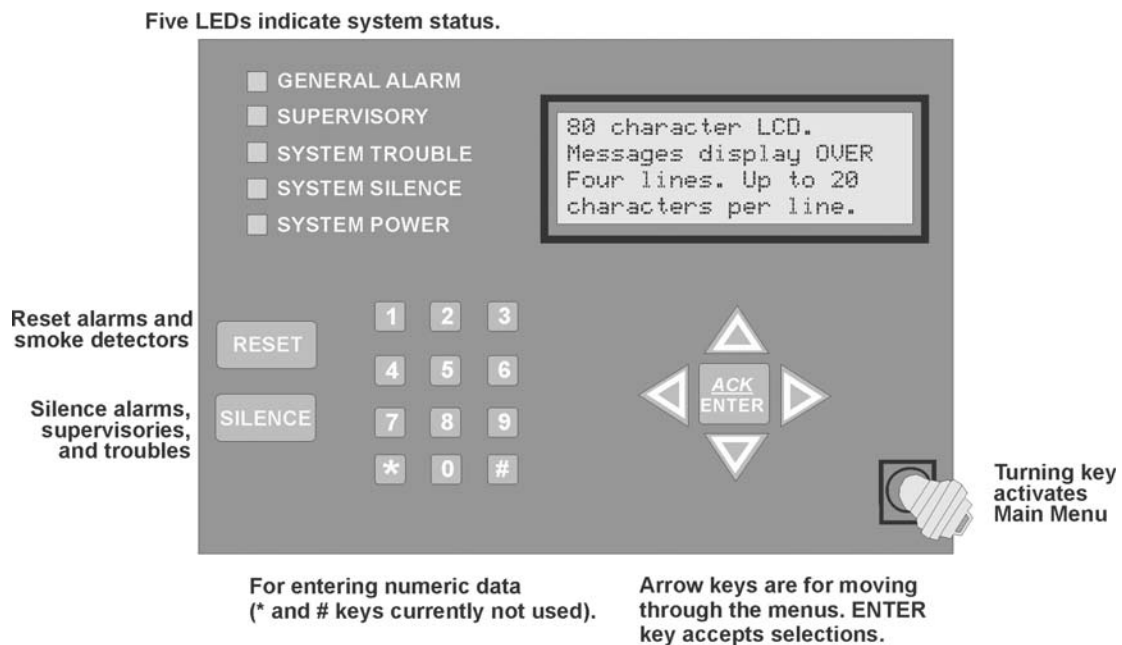 Five LEDs indicate system status.
GENERAL ALARM
SUPERVISORY
SYSTEM TROUBLE
SYSTEM SILENCE
SYSTEM POWER
80 character LCD.
Messages display OVER
Four lines. Up to 20
characters per line.
Reset alarms and
smoke detectors
RESET
Silence alarms,
supervisories,
and troubles
SILENCE
1 2 3
4 5 6
7 8 9
* 0 #
ACK
ENTER
Turning key
activates
Main Menu
For entering numeric data
(* and # keys currently not used).
Arrow keys are for moving
through the menus. ENTER
key accepts selections.